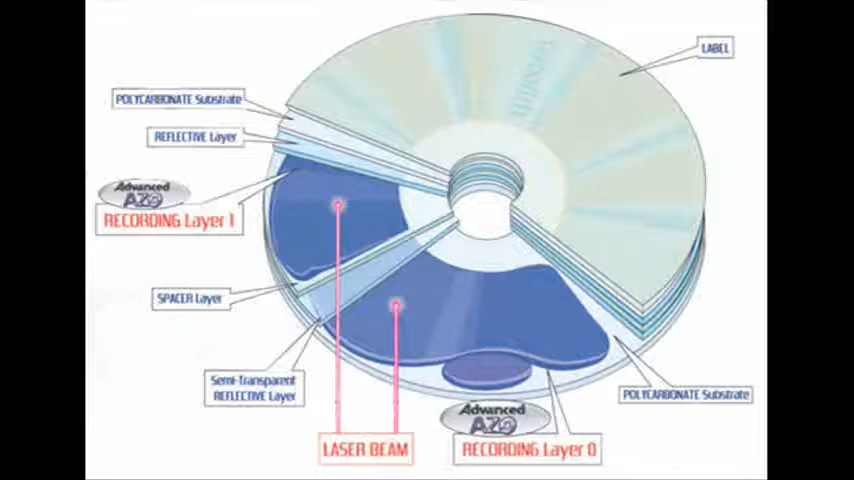 LABEL
POLYCARBONATE Substrate
REFLECTIVE Layer
Advanced
AZO
RECORDING Layer 1
SPACER Layer
Semi-Transparent
REFLECTIVE Layer
POLYCARBONATE Substrate
Advanced
AZO
LASER BEAM
RECORDING Layer 0